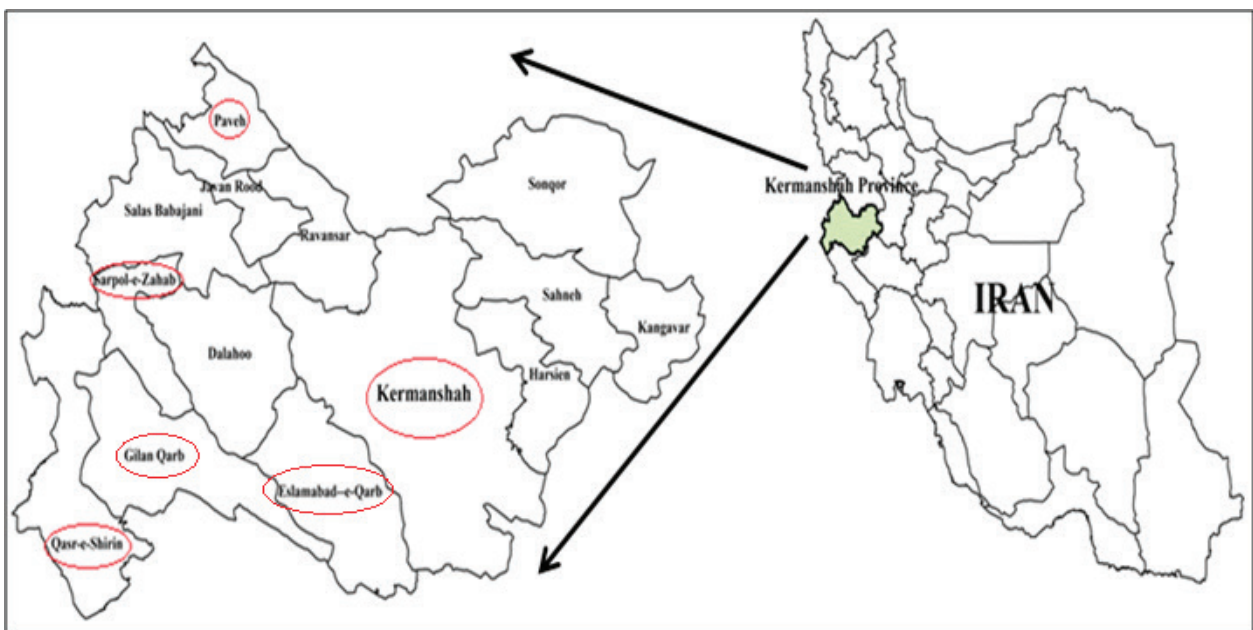 Paveh
Javan Rood
Salas Babajani
Ravansar
Sonqor
Sarpol-e-Zahab
Sahneh
Kangavar
Dalahoo
Harsien
Kermanshah
Gilan Qarb
Eslamabad--e-Qarb
Qasr-e-Shirin
Kermanshah Province
IRAN